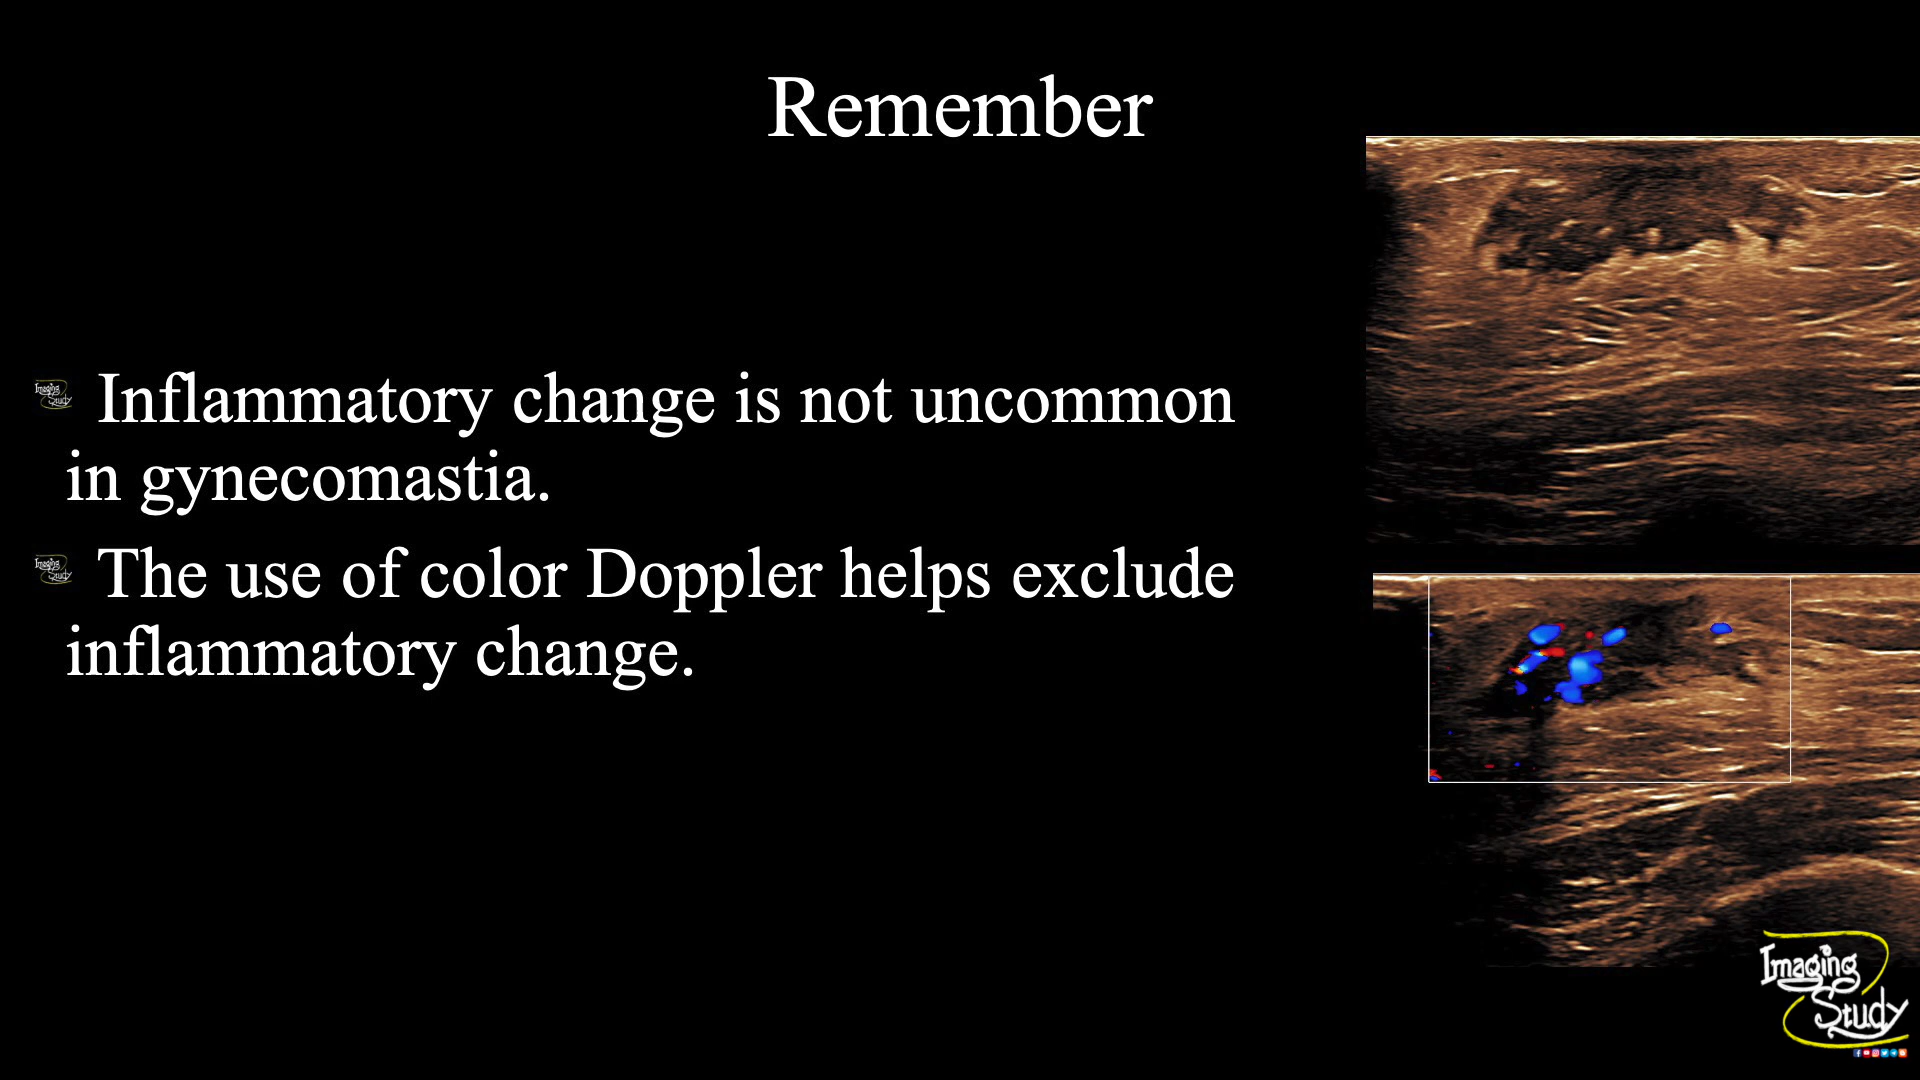 Remember
Inflammatory change is not uncommon
in gynecomastia.
The use of color Doppler helps exclude
inflammatory change.
Imaging
Study